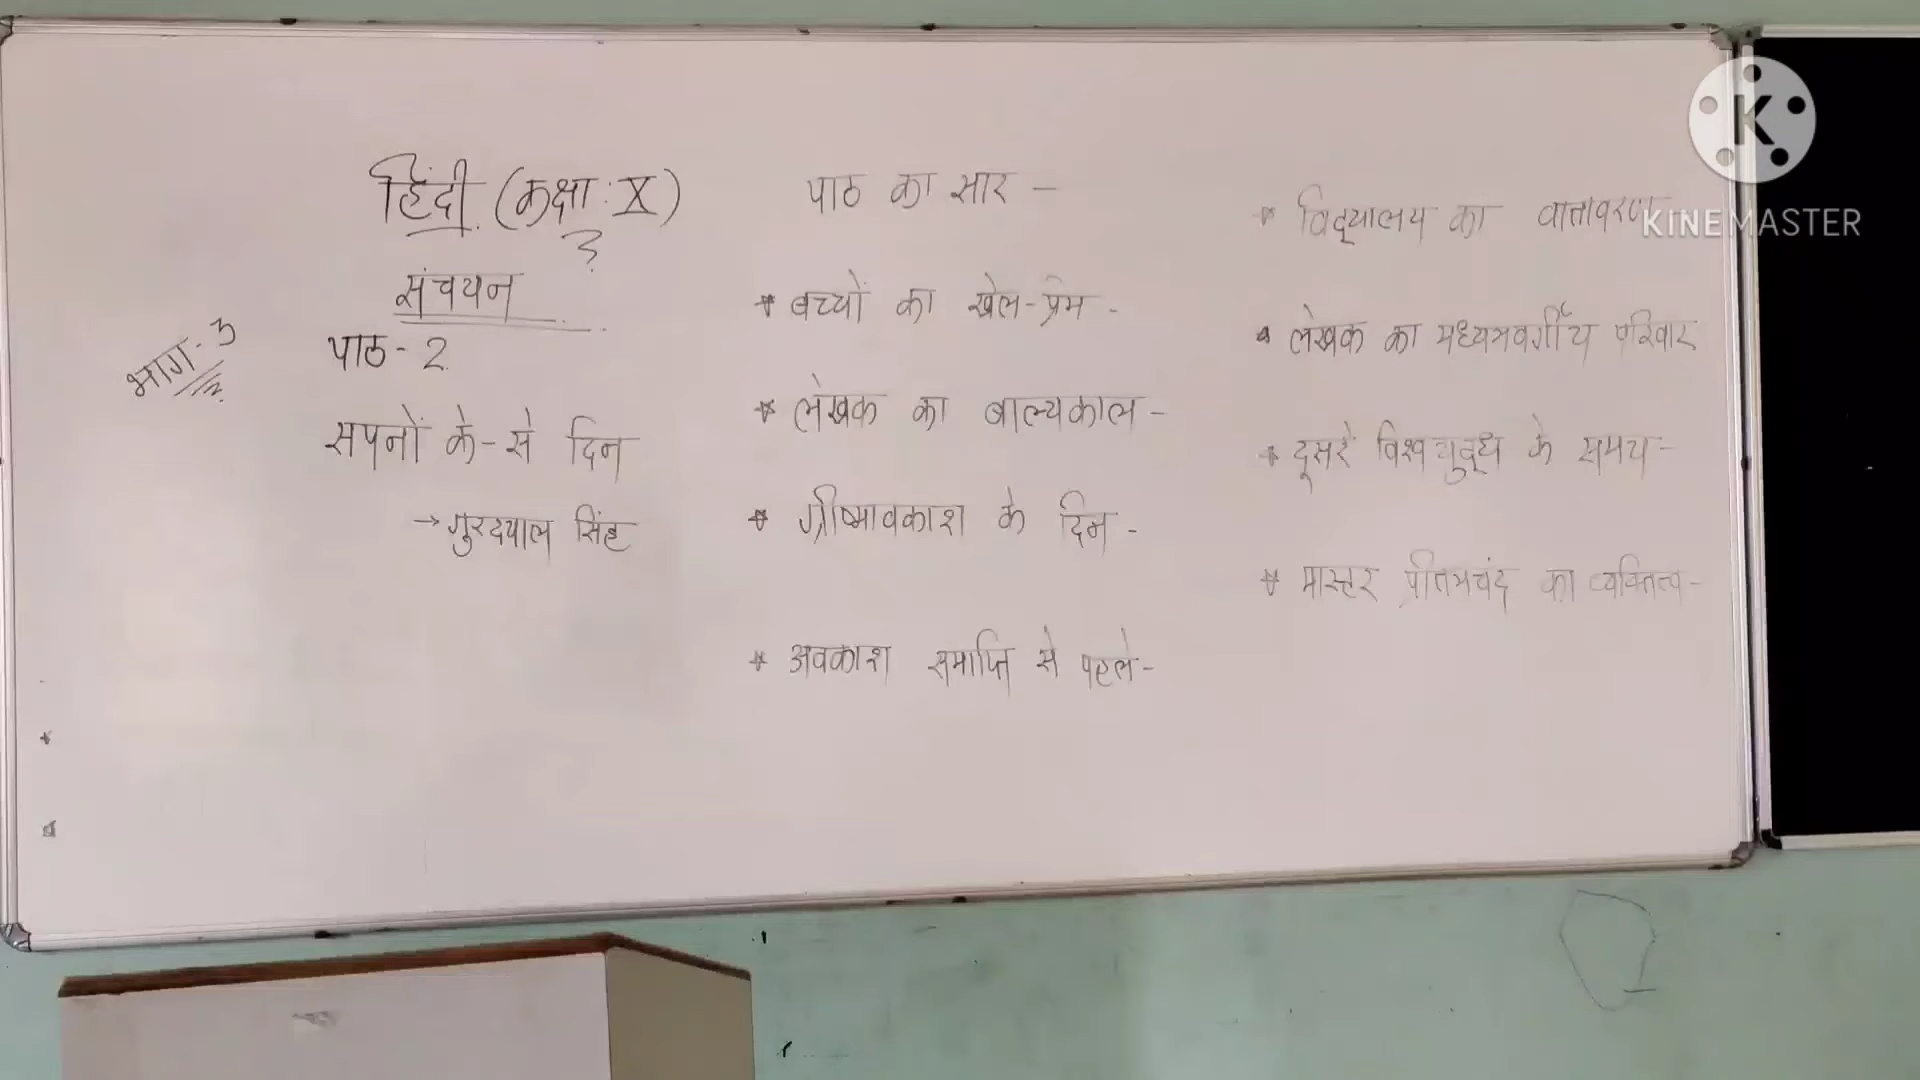 हिंदी (कक्षा : X)
संचयन
भाग - 3
पाठ - 2
सपनों के - से दिन
→ गुरदयाल सिंह
पाठ का सार -
* बच्चों का खेल - प्रेम -
* लेखक का बाल्यकाल -
* ग्रीष्मावकाश के दिन -
* अवकाश समाप्ति से पहले -
* विद्यालय का वातावरण
* लेखक का मध्यमवर्गीय परिवार
* दूसरे विश्वयुद्ध के समय -
* मास्टर प्रीतमचंद का व्यक्तित्व -
K
KINEMASTER